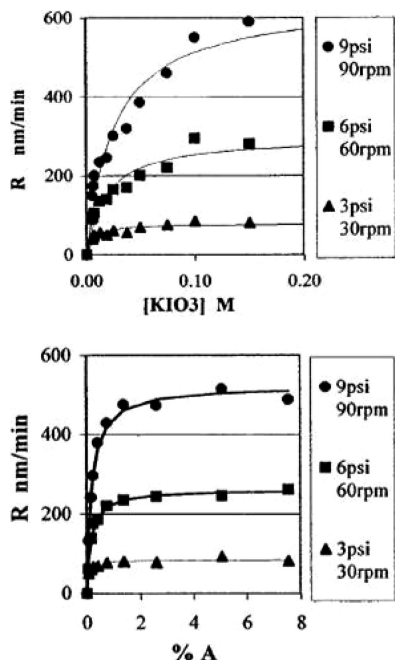 600
400
200
0
R nm/min
0.00 0.10 0.20
[KIO3] M
9psi
90rpm
6psi
60rpm
3psi
30rpm
600
400
200
0
R nm/min
0 2 4 6 8
% A
9psi
90rpm
6psi
60rpm
3psi
30rpm